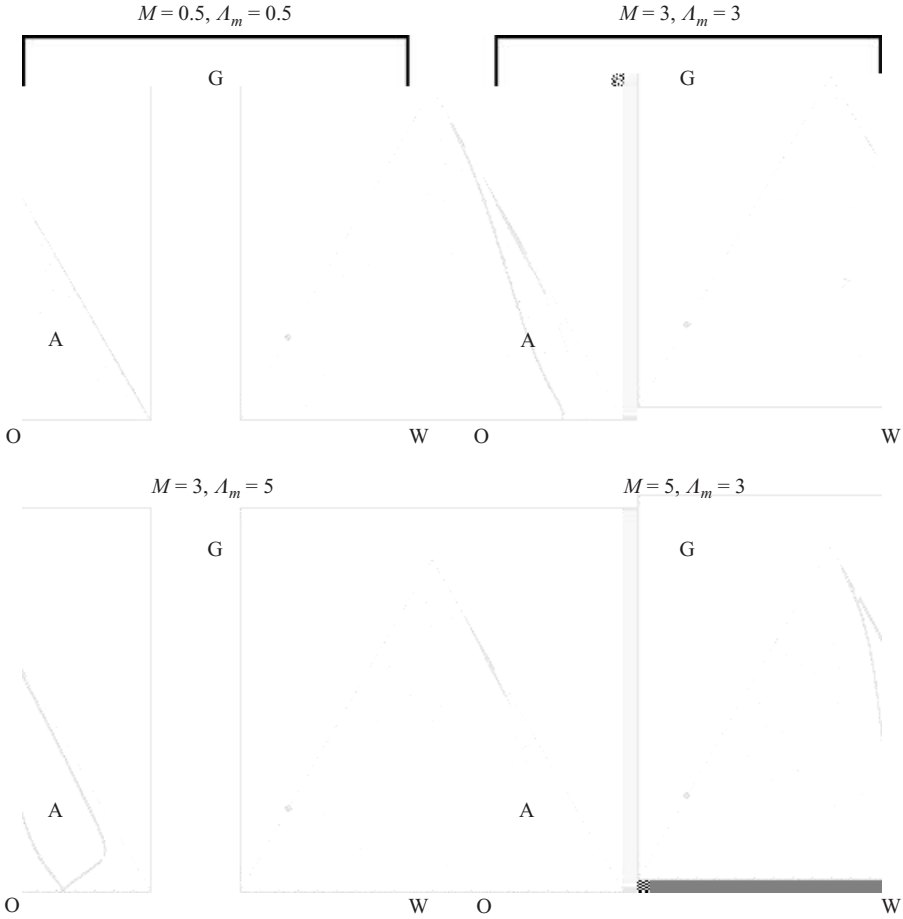 M = 0.5, Λm = 0.5
M = 3, Λm = 3
G
G
A
A
O
W
O
W
M = 3, Λm = 5
M = 5, Λm = 3
G
G
A
A
O
W
O
W